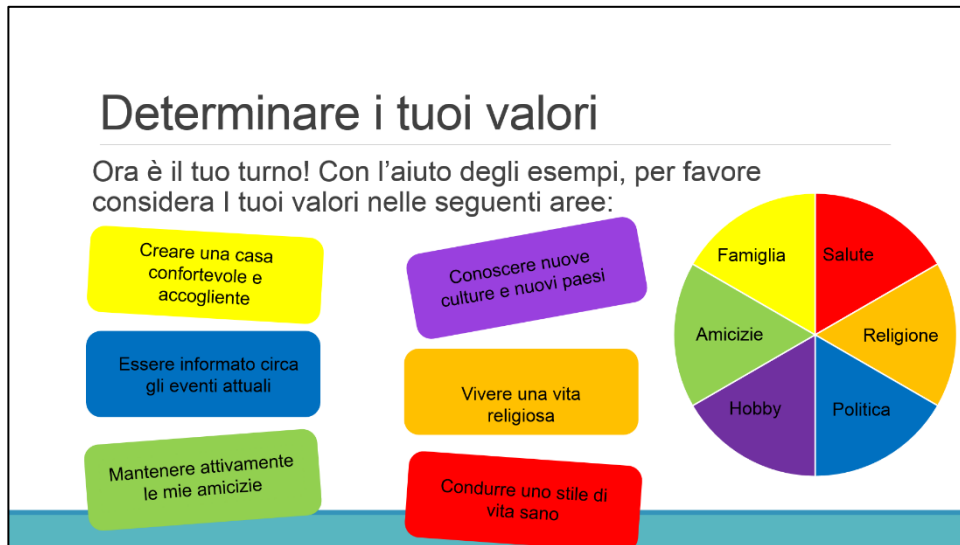 Determinare i tuoi valori
Ora è il tuo turno! Con l’aiuto degli esempi, per favore
considera I tuoi valori nelle seguenti aree:
Creare una casa
confortevole e
accogliente
Conoscere nuove
culture e nuovi paesi
Essere informato circa
gli eventi attuali
Vivere una vita
religiosa
Mantenere attivamente
le mie amicizie
Condurre uno stile di
vita sano
Famiglia
Salute
Amicizie
Religione
Hobby
Politica